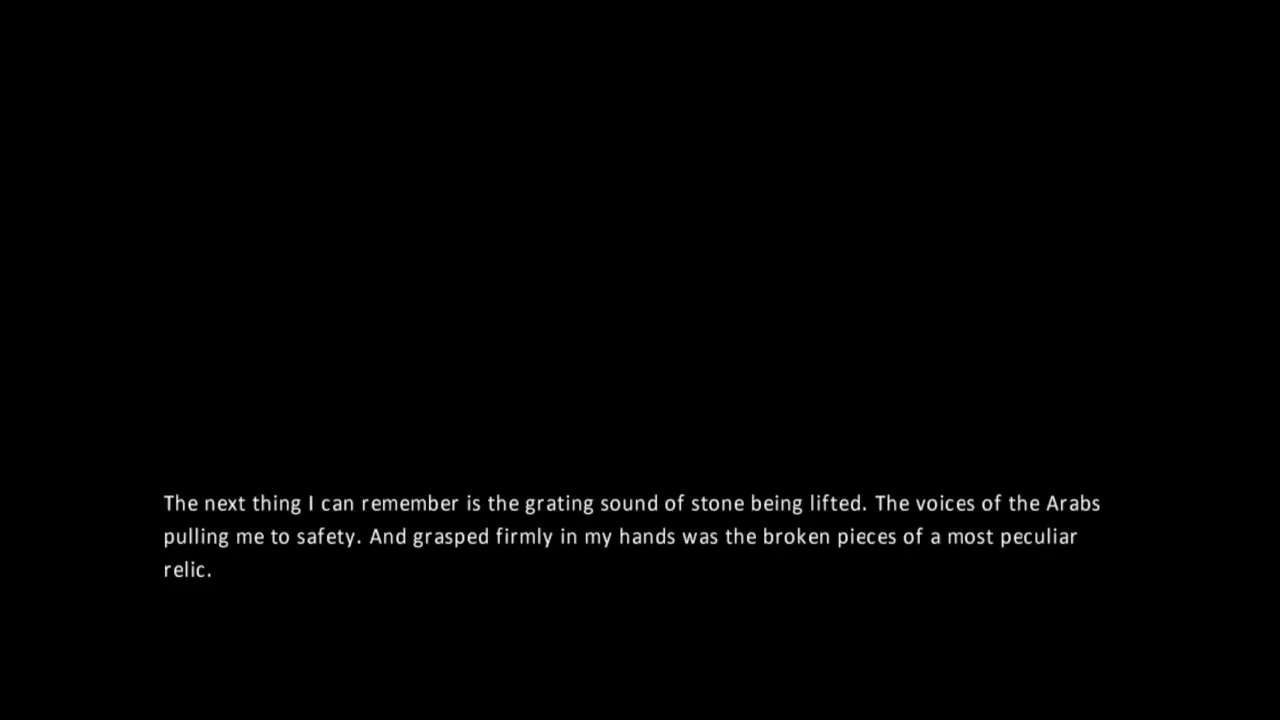 The next thing I can remember is the grating sound of stone being lifted. The voices of the Arabs
pulling me to safety. And grasped firmly in my hands was the broken pieces of a most peculiar
relic.